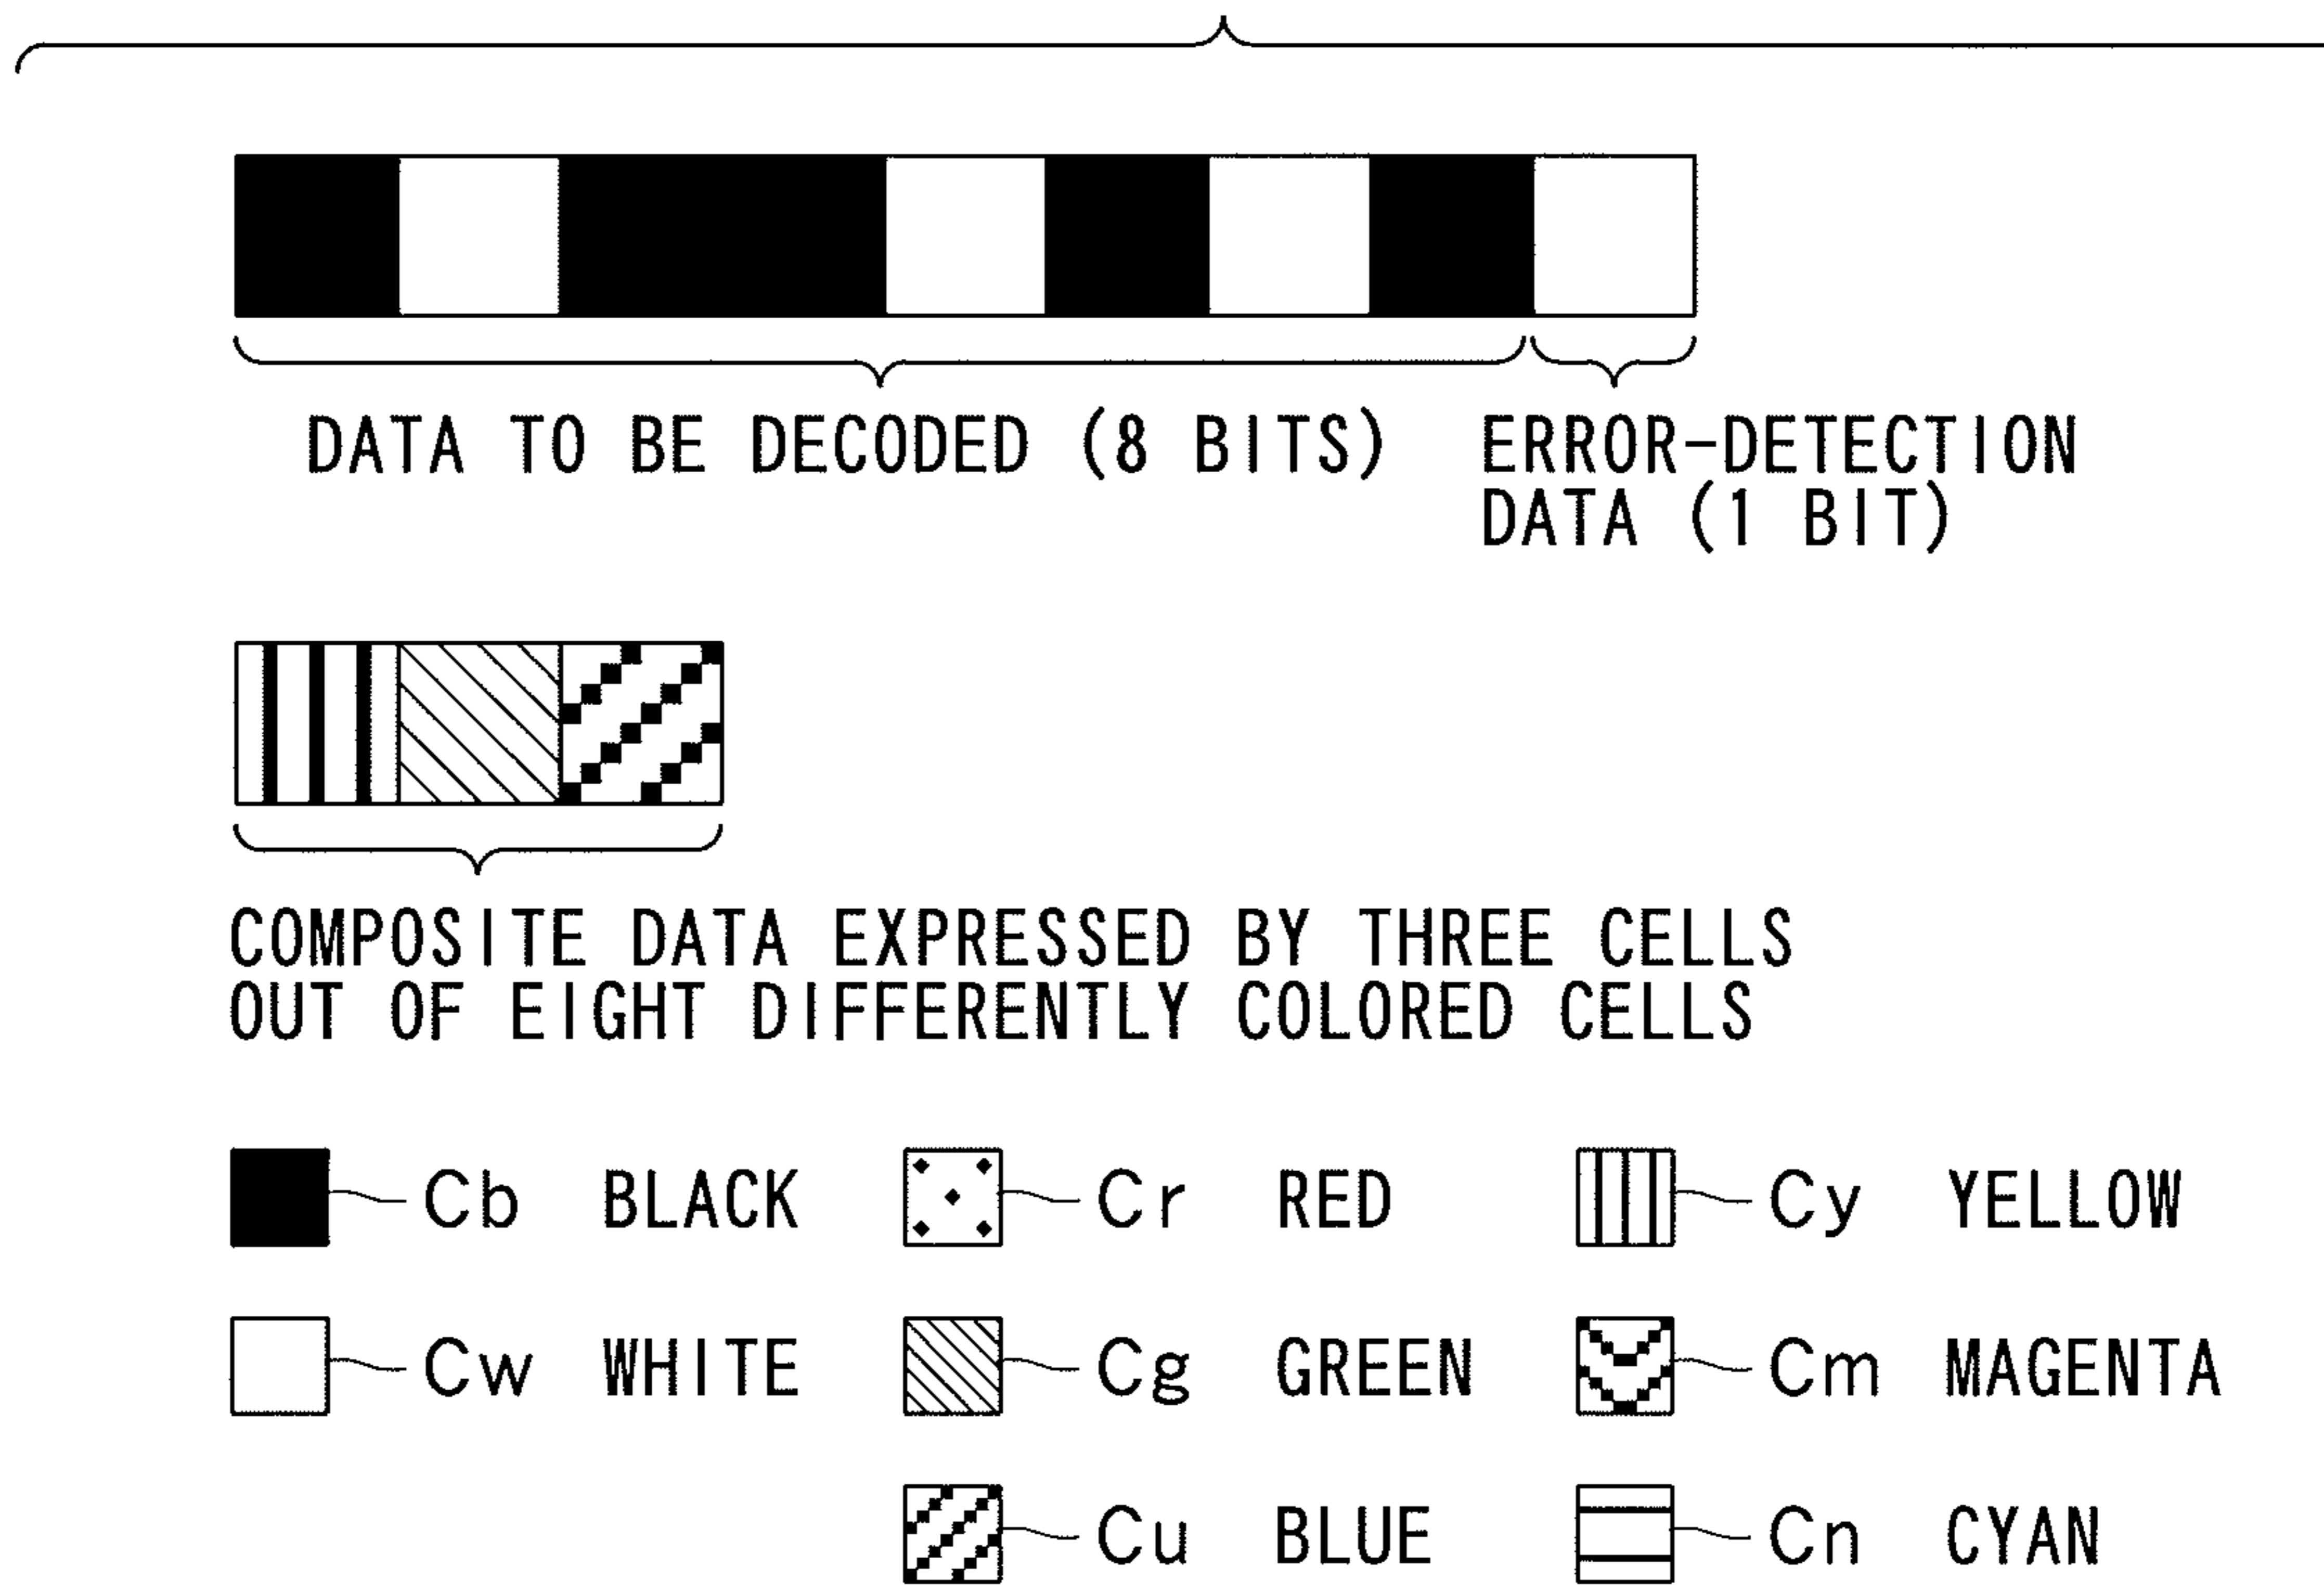 DATA TO BE DECODED (8 BITS) ERROR-DETECTION
DATA (1 BIT)
COMPOSITE DATA EXPRESSED BY THREE CELLS
OUT OF EIGHT DIFFERENTLY COLORED CELLS
Cb BLACK Cr RED Cy YELLOW
Cw WHITE Cg GREEN Cm MAGENTA
Cu BLUE Cn CYAN